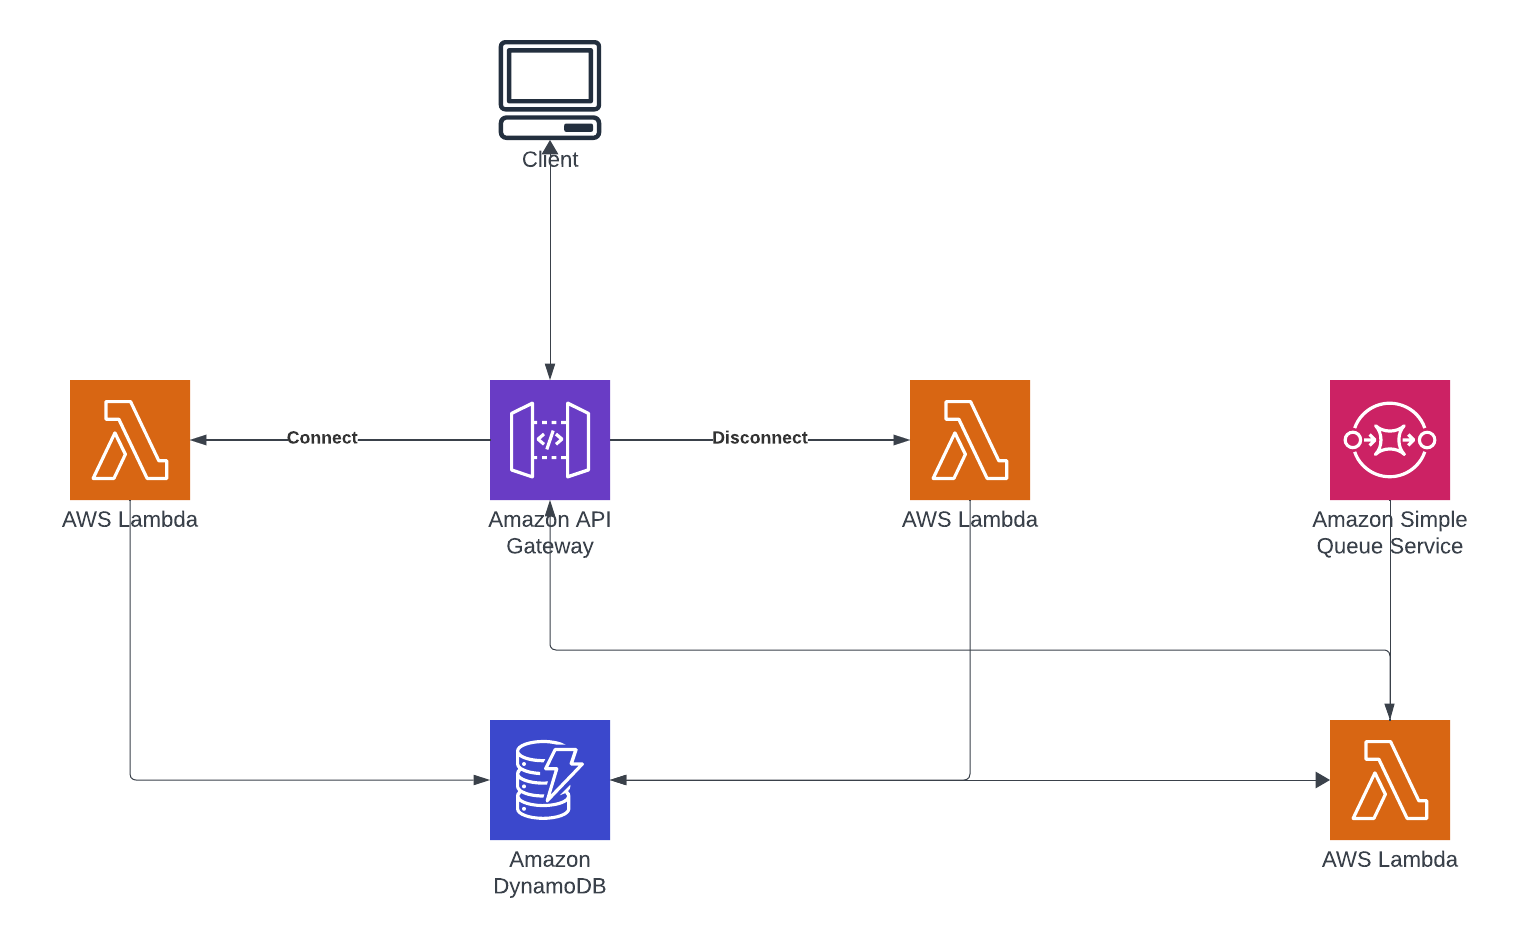 Client
Connect
Disconnect
AWS Lambda
Amazon API
Gateway
AWS Lambda
Amazon Simple
Queue Service
Amazon
DynamoDB
AWS Lambda